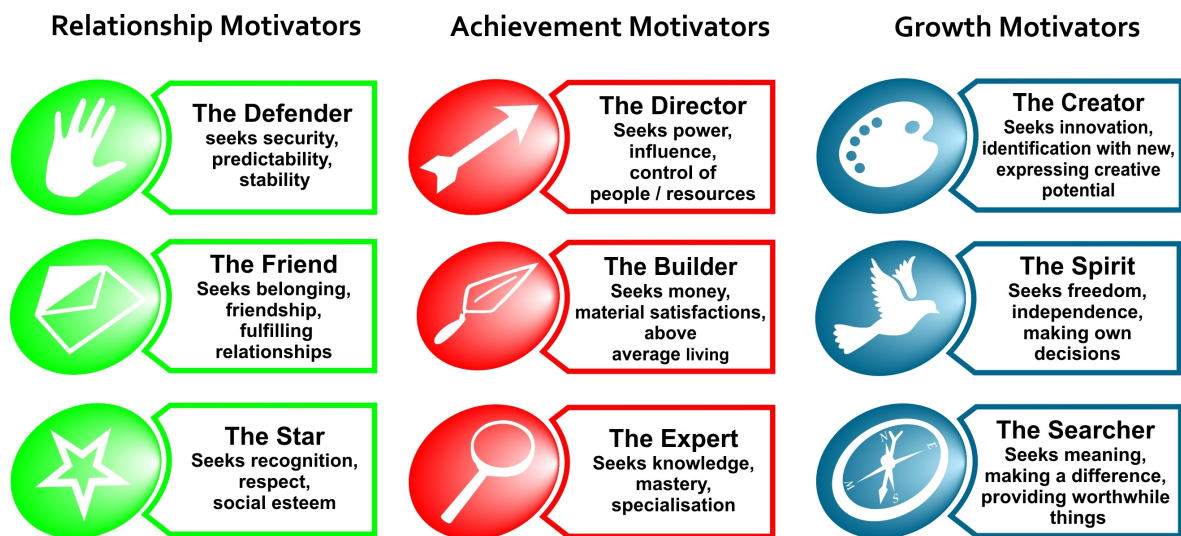 Relationship Motivators
The Defender
seeks security,
predictability,
stability
The Friend
Seeks belonging,
friendship,
fulfilling
relationships
The Star
Seeks recognition,
respect,
social esteem
Achievement Motivators
The Director
Seeks power,
influence,
control of
people / resources
The Builder
Seeks money,
material satisfactions,
above
average living
The Expert
Seeks knowledge,
mastery,
specialisation
Growth Motivators
The Creator
Seeks innovation,
identification with new,
expressing creative
potential
The Spirit
Seeks freedom,
independence,
making own
decisions
N
E
S
M
The Searcher
Seeks meaning,
making a difference,
providing worthwhile
things